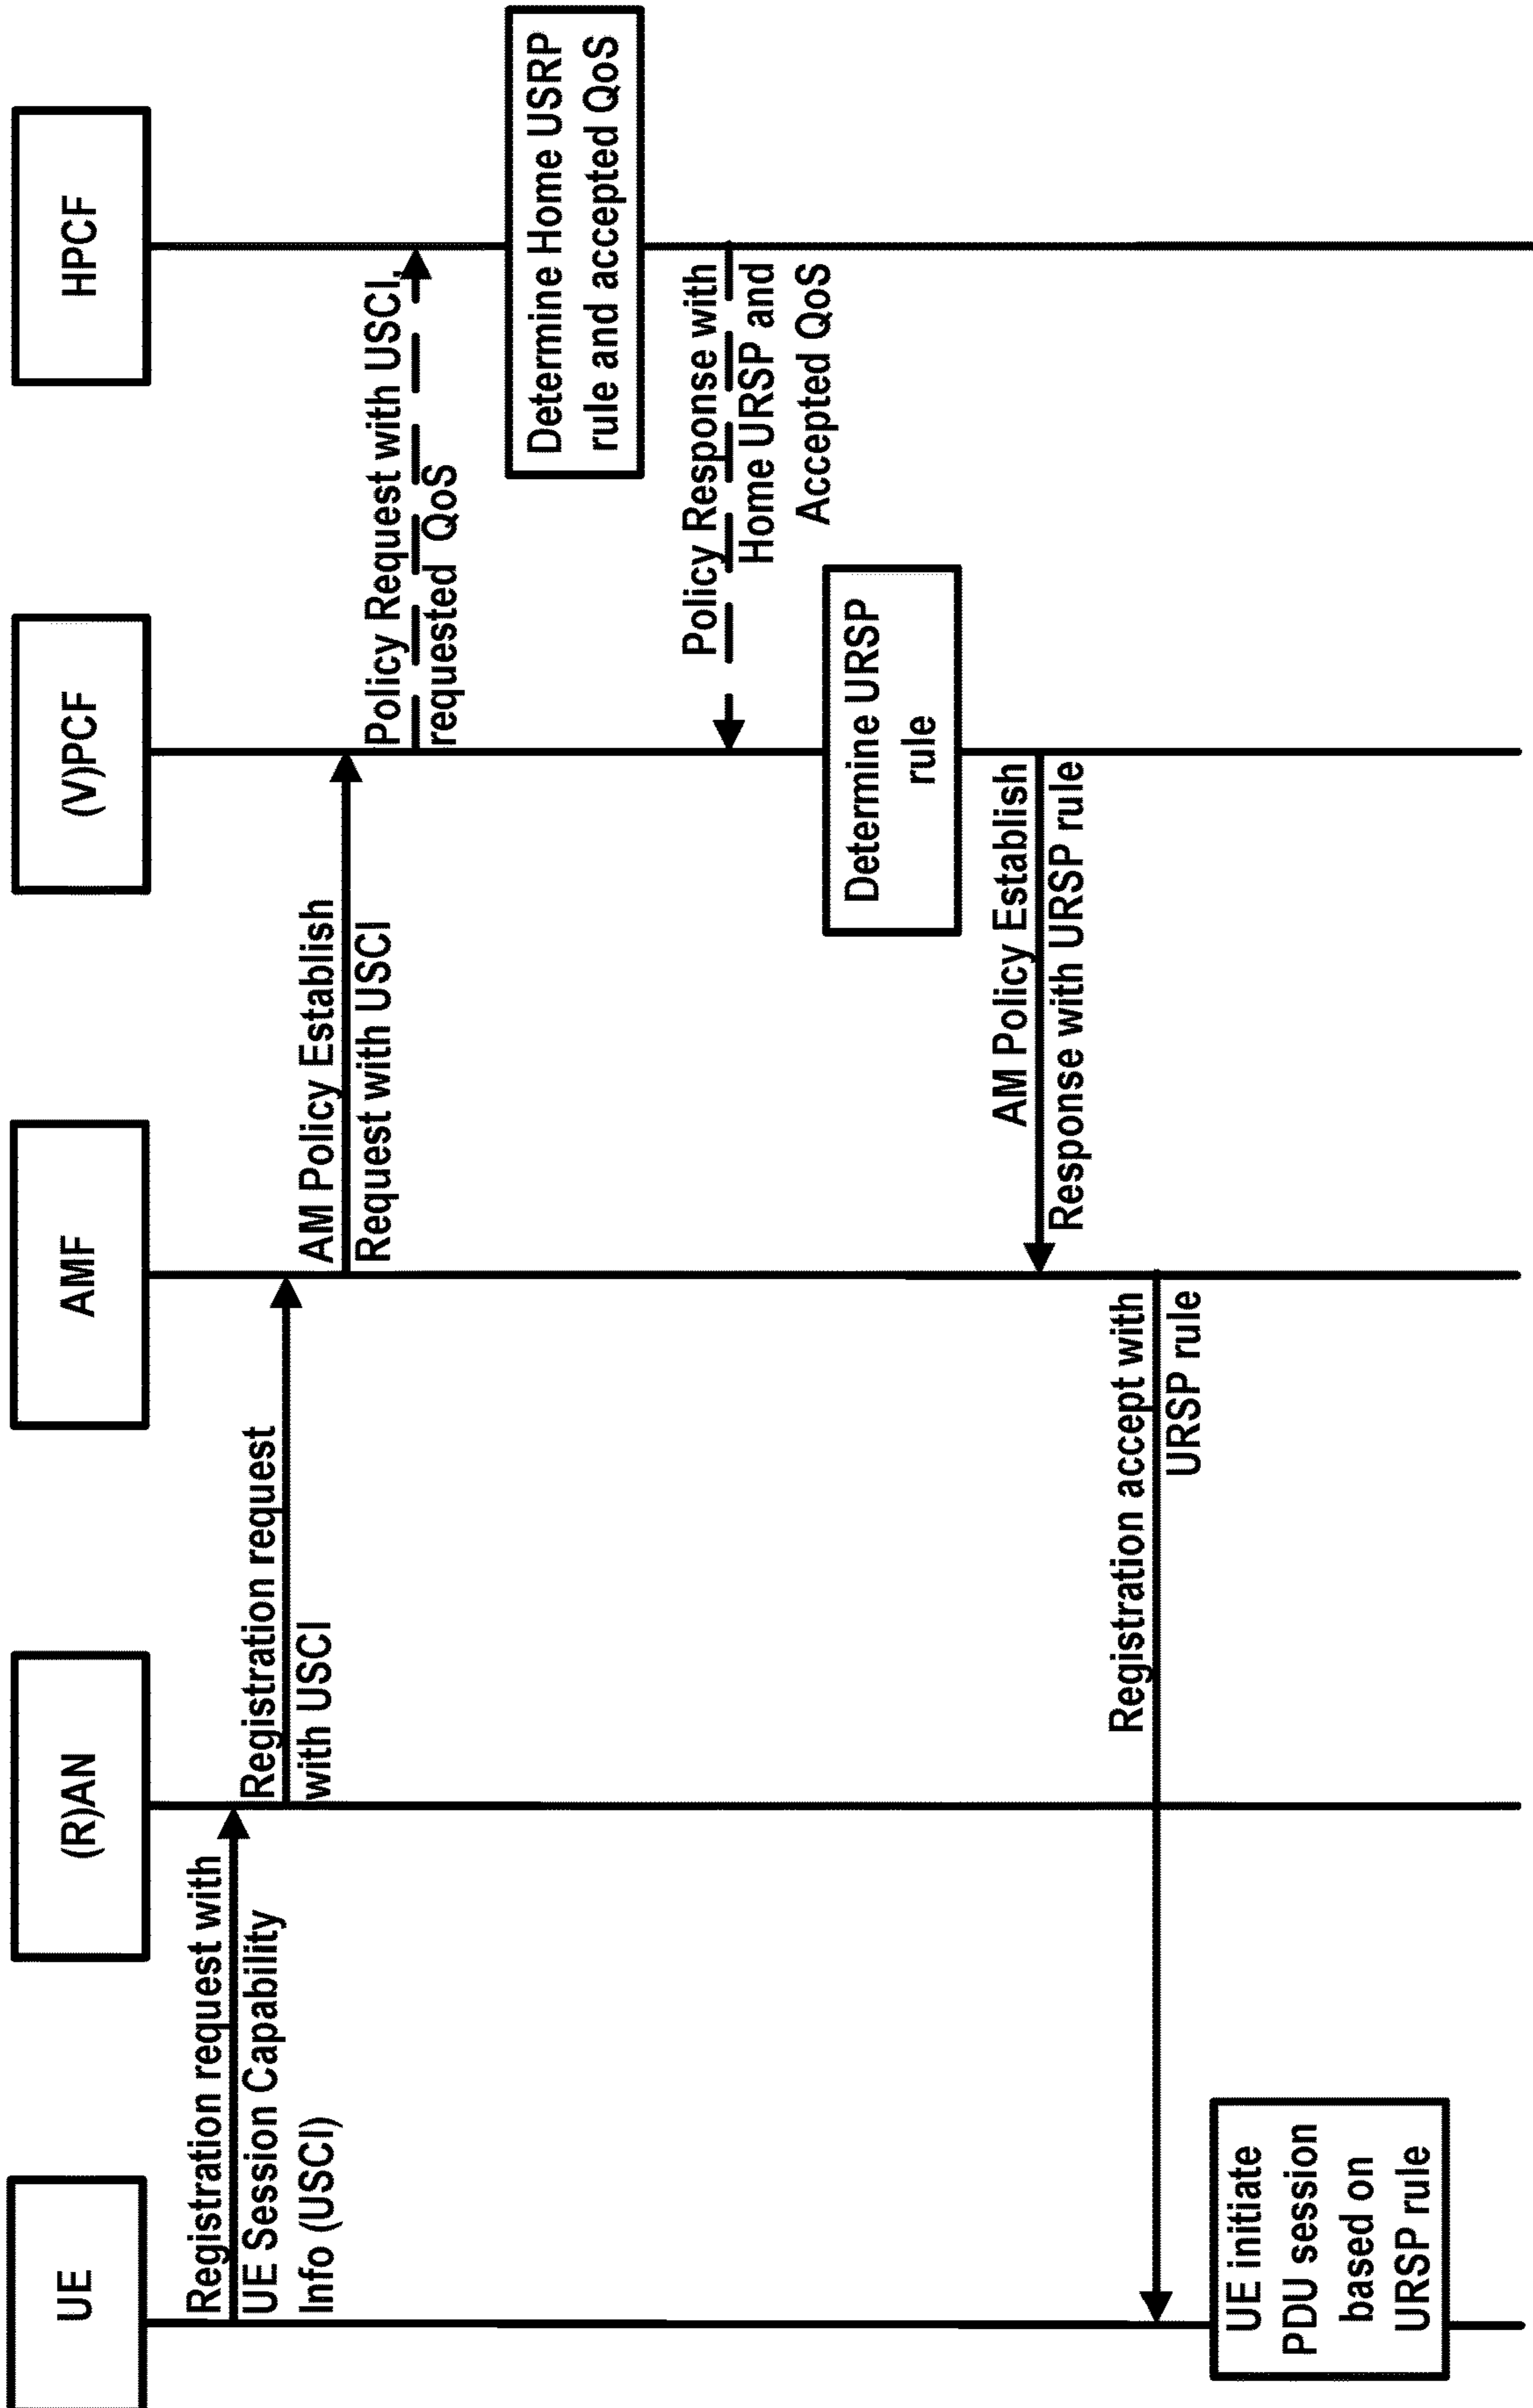 UE
(R)AN
AMF
(V)PCF
HPCF
Registration request with
UE Session Capability
Info (USCI)
Registration request
with USCI
AM Policy Establish
Request with USCI
Policy Request with USCI,
requested QoS
Determine Home USRP
rule and accepted QoS
Policy Response with
Home URSP and
Accepted QoS
Determine URSP
rule
AM Policy Establish
Response with URSP rule
Registration accept with
URSP rule
UE initiate
PDU session
based on
URSP rule